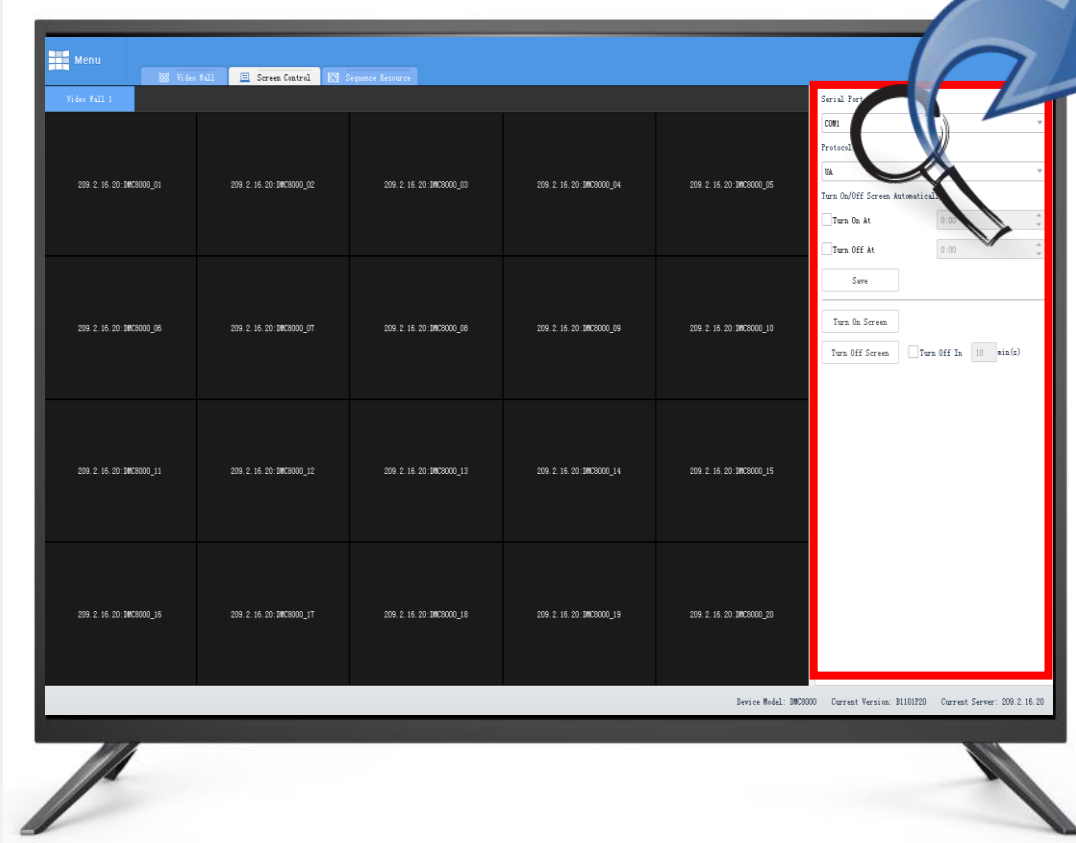 Menu
Video Wall
Screen Control
Sequence Resource
Video Wall 1
Serial Port
COM1
Protocol
UA
Turn On/Off Screen
Turn On At
0:00
Turn Off At
0:00
Save
Turn On Screen
Turn Off Screen
Turn Off In 10 min(s)
209.2.16.20:DMC8000_01
209.2.16.20:DMC8000_02
209.2.16.20:DMC8000_03
209.2.16.20:DMC8000_04
209.2.16.20:DMC8000_05
209.2.16.20:DMC8000_06
209.2.16.20:DMC8000_07
209.2.16.20:DMC8000_08
209.2.16.20:DMC8000_09
209.2.16.20:DMC8000_10
209.2.16.20:DMC8000_11
209.2.16.20:DMC8000_12
209.2.16.20:DMC8000_13
209.2.16.20:DMC8000_14
209.2.16.20:DMC8000_15
209.2.16.20:DMC8000_16
209.2.16.20:DMC8000_17
209.2.16.20:DMC8000_18
209.2.16.20:DMC8000_19
209.2.16.20:DMC8000_20
Device Model: DMC8000 Current Version: B1101P20 Current Server: 209.2.16.20